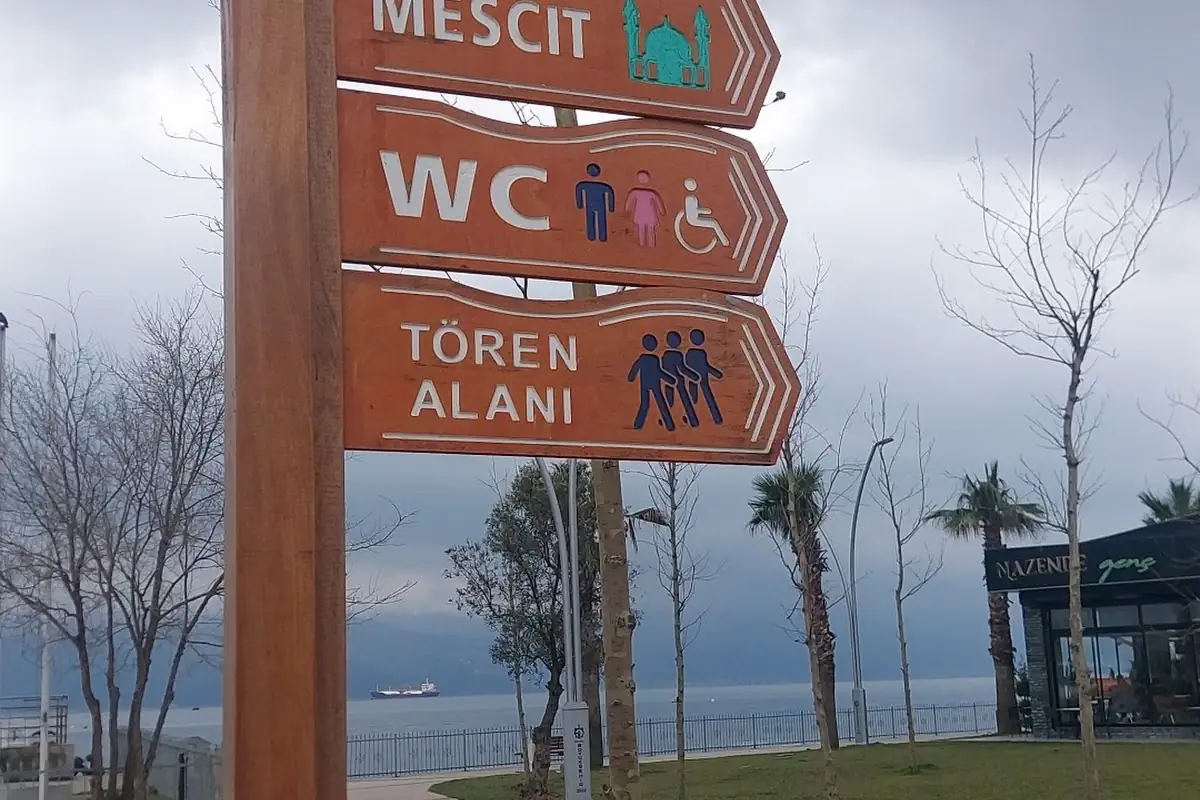 MESCIT
WC
TÖREN
ALANI
NAZENDE genç